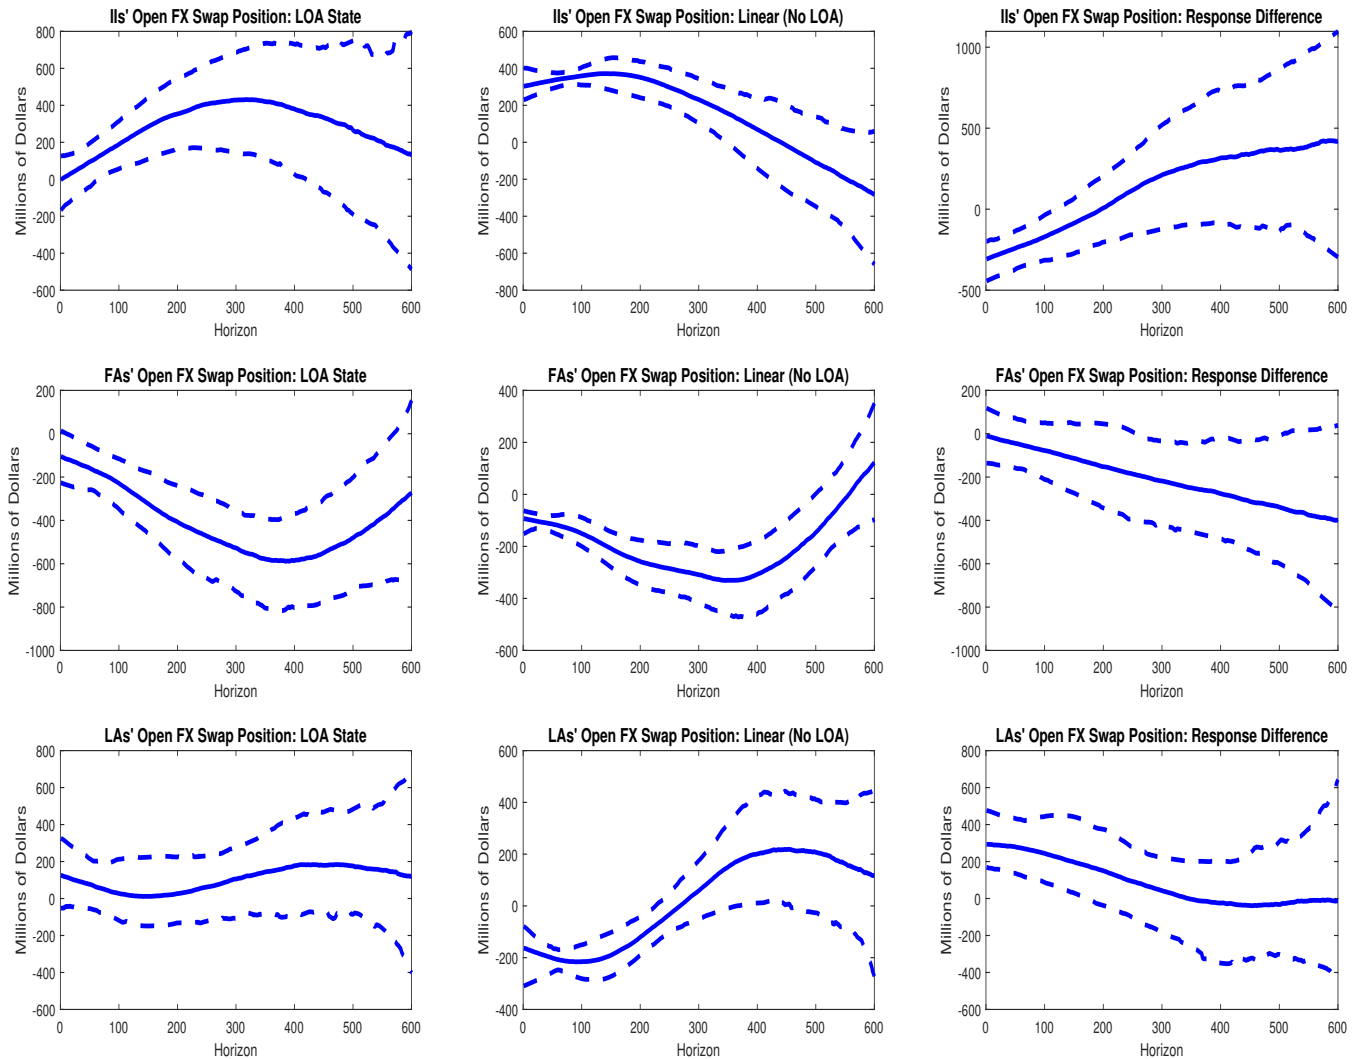 IIs' Open FX Swap Position: LOA State
800
600
400
200
0
-200
-400
-600
0 100 200 300 400 500 600
Millions of Dollars
Horizon
IIs' Open FX Swap Position: Linear (No LOA)
600
400
200
0
-200
-400
-600
-800
0 100 200 300 400 500 600
Millions of Dollars
Horizon
IIs' Open FX Swap Position: Response Difference
1000
500
0
-500
0 100 200 300 400 500 600
Millions of Dollars
Horizon
FAs' Open FX Swap Position: LOA State
200
0
-200
-400
-600
-800
-1000
0 100 200 300 400 500 600
Millions of Dollars
Horizon
FAs' Open FX Swap Position: Linear (No LOA)
400
200
0
-200
-400
-600
0 100 200 300 400 500 600
Millions of Dollars
Horizon
FAs' Open FX Swap Position: Response Difference
200
0
-200
-400
-600
-800
-1000
0 100 200 300 400 500 600
Millions of Dollars
Horizon
LAs' Open FX Swap Position: LOA State
800
600
400
200
0
-200
-400
-600
0 100 200 300 400 500 600
Millions of Dollars
Horizon
LAs' Open FX Swap Position: Linear (No LOA)
600
400
200
0
-200
-400
0 100 200 300 400 500 600
Millions of Dollars
Horizon
LAs' Open FX Swap Position: Response Difference
800
600
400
200
0
-200
-400
-600
0 100 200 300 400 500 600
Millions of Dollars
Horizon